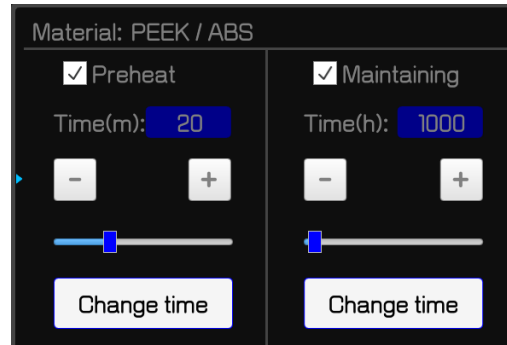 Material: PEEK / ABS
Preheat
Maintaining
Time(m): 20
Time(h): 1000
- +
- +
Change time
Change time